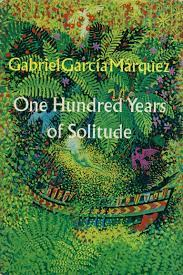 Gabriel García Márquez
One Hundred Years
of Solitude